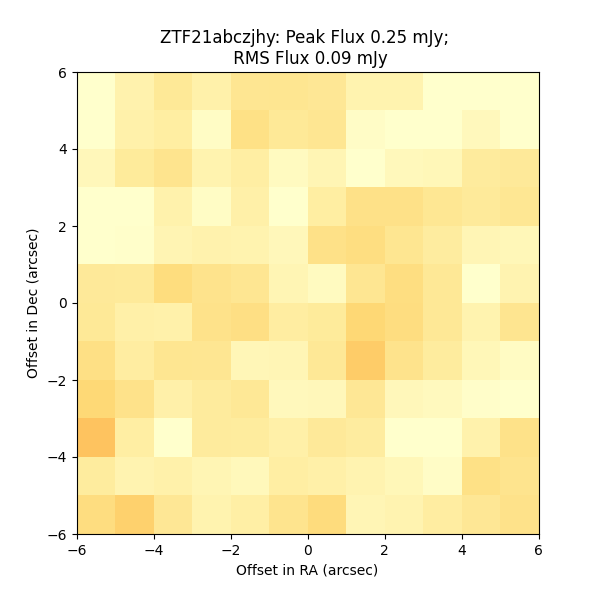 ZTF21abczjhy: Peak Flux 0.25 mJy;
RMS Flux 0.09 mJy
6
4
2
0
−2
−4
−6
Offset in Dec (arcsec)
−6 −4 −2 0 2 4 6
Offset in RA (arcsec)